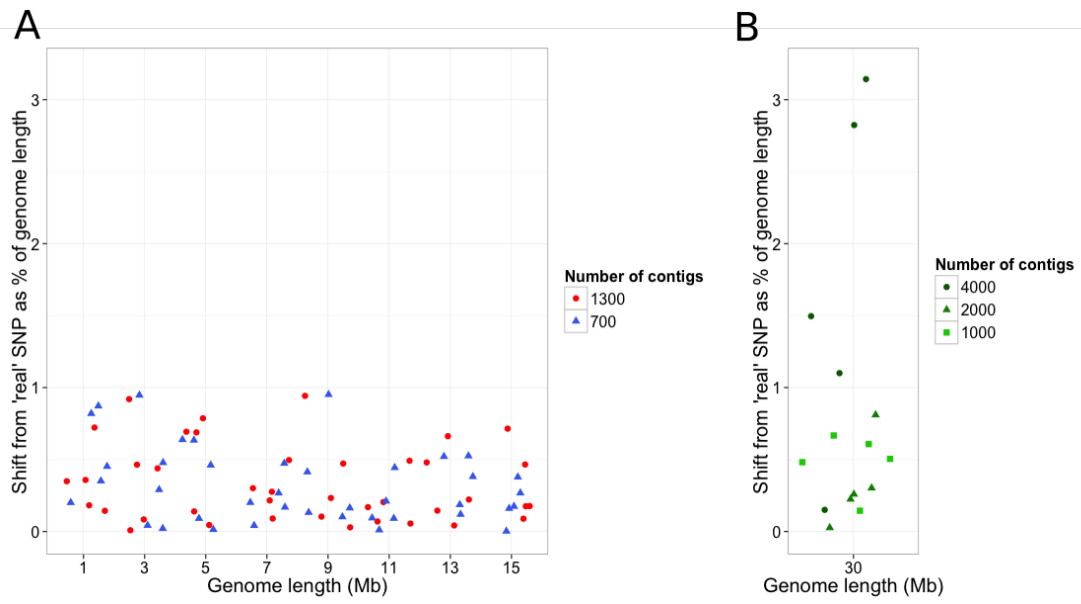 A
Shift from 'real' SNP as % of genome length
3
2
1
0
1 3 5 7 9 11 13 15
Genome length (Mb)
Number of contigs
1300
700
B
Shift from 'real' SNP as % of genome length
3
2
1
0
30
Genome length (Mb)
Number of contigs
4000
2000
1000